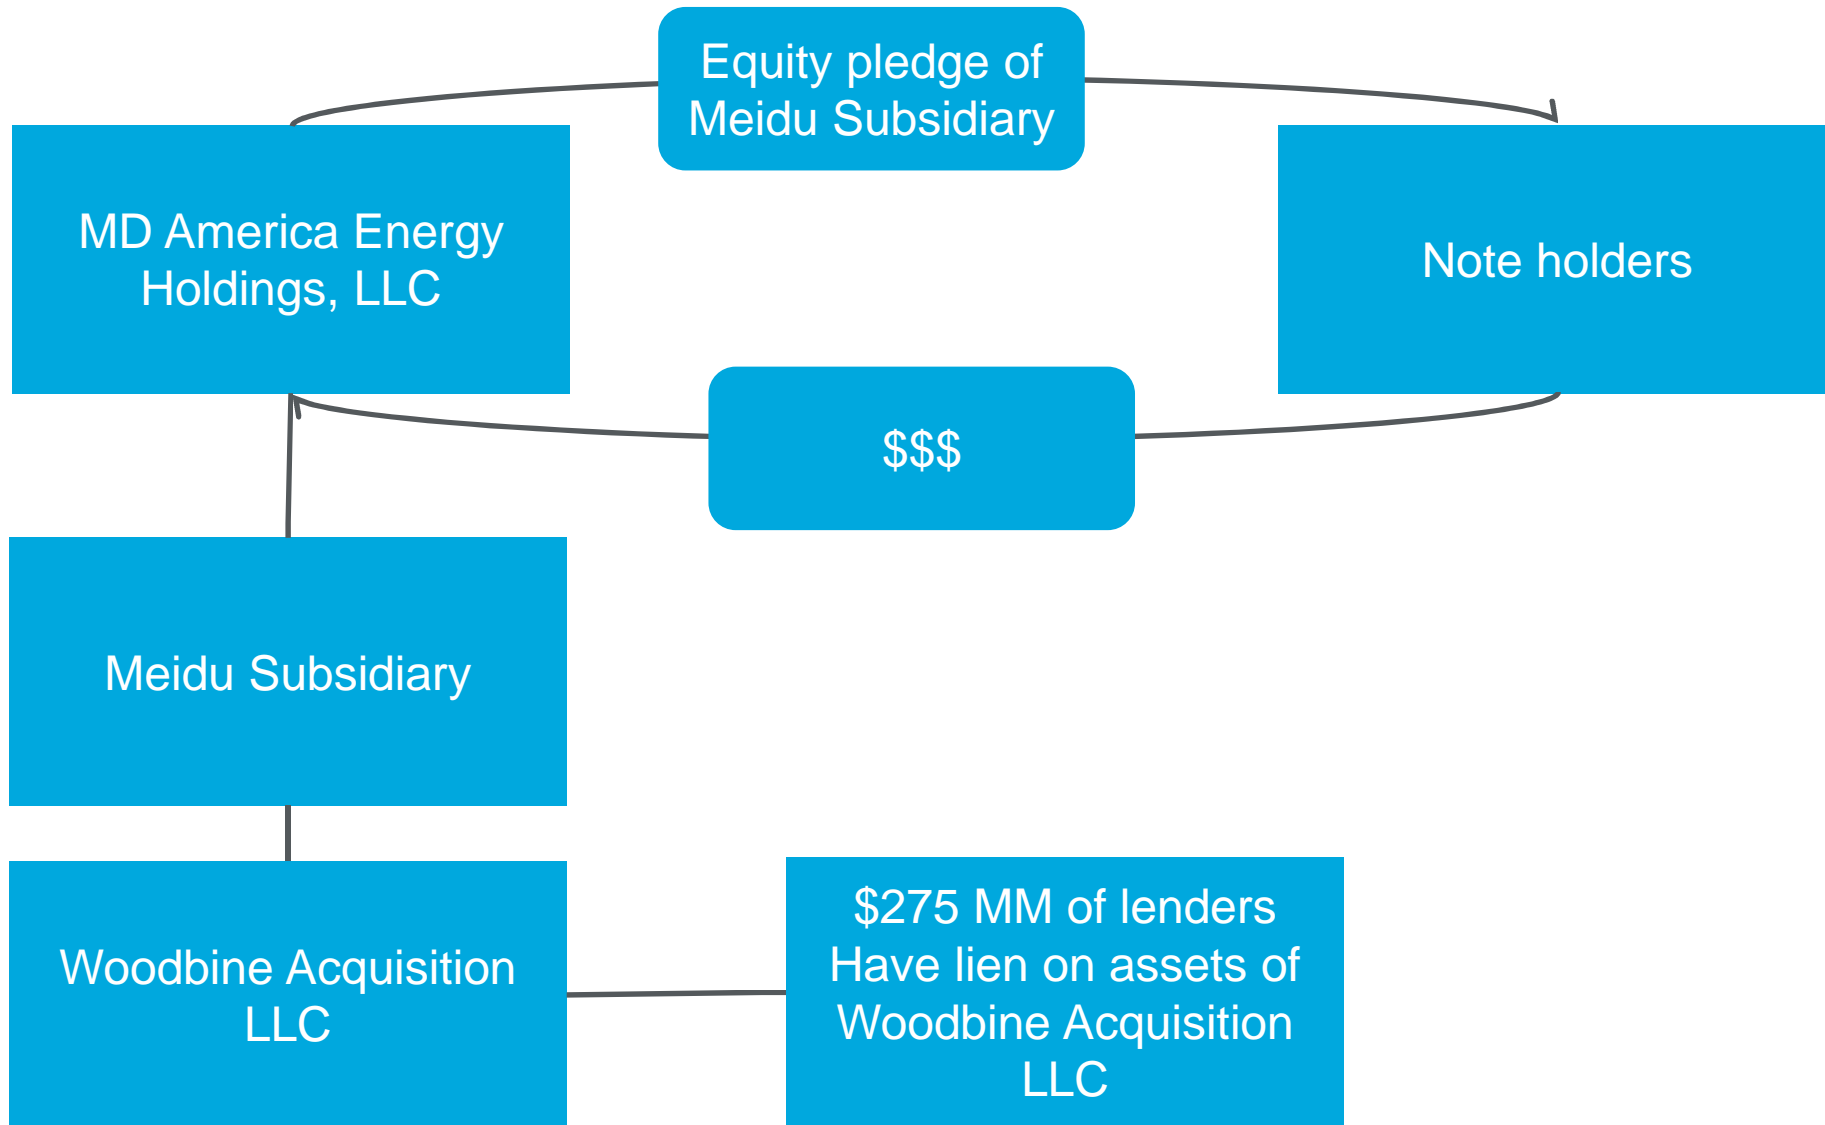 Equity pledge of
Meidu Subsidiary
MD America Energy
Holdings, LLC
Note holders
$$$
Meidu Subsidiary
Woodbine Acquisition
LLC
$275 MM of lenders
Have lien on assets of
Woodbine Acquisition
LLC